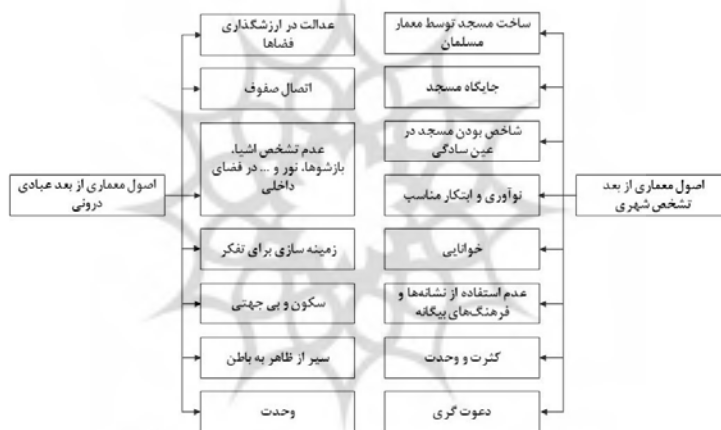 اصول معماری از بعد
تشخص شهری
ساخت مسجد توسط معمار
مسلمان
جایگاه مسجد
شاخص بودن مسجد در
عین سادگی
نوآوری و ابتکار مناسب
خوانایی
عدم استفاده از نشانه‌ها و
فرهنگ‌های بیگانه
کثرت و وحدت
دعوت گری
عدالت در ارزشگذاری
فضاها
اتصال صفوف
عدم تشخص اشیا،
بازشوها، نور و ... در فضای
داخلی
زمینه سازی برای تفکر
سکون و بی جهتی
سیر از ظاهر به باطن
وحدت
اصول معماری از بعد عبادی
درونی